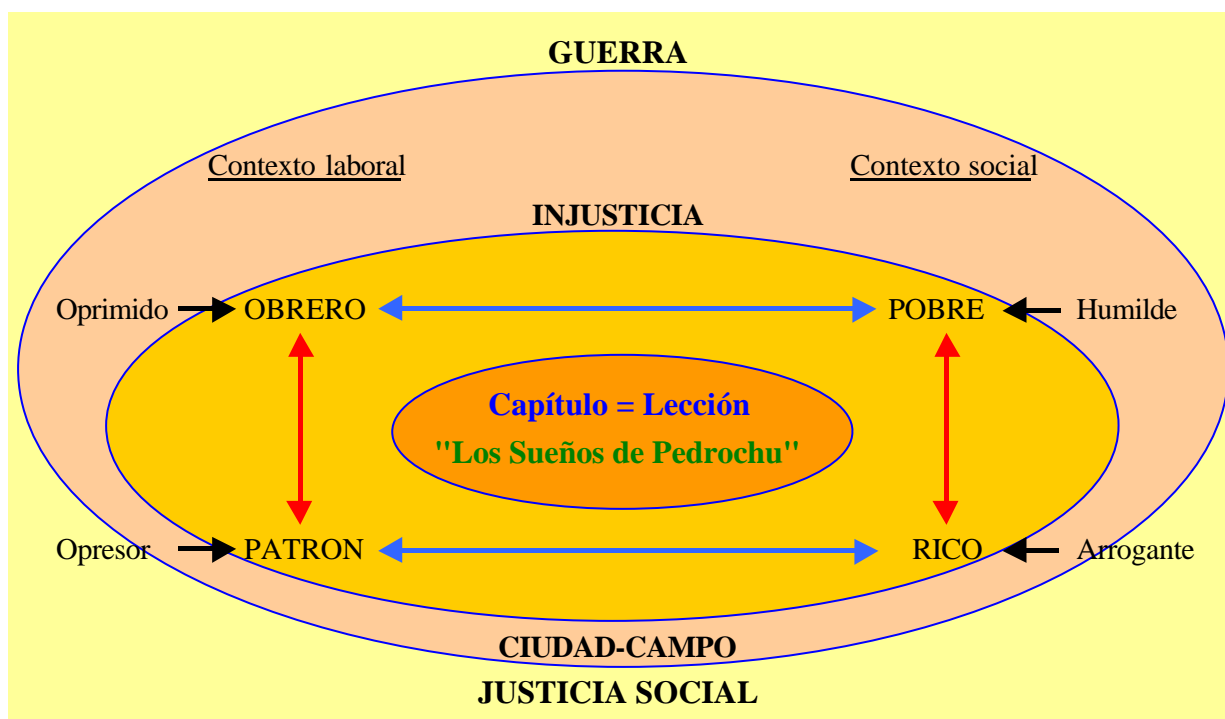 GUERRA
Contexto laboral Contexto social
INJUSTICIA
Oprimido OBRERO POBRE Humilde
Capítulo = Lección
"Los Sueños de Pedrochu"
Opresor PATRON RICO Arrogante
CIUDAD-CAMPO
JUSTICIA SOCIAL